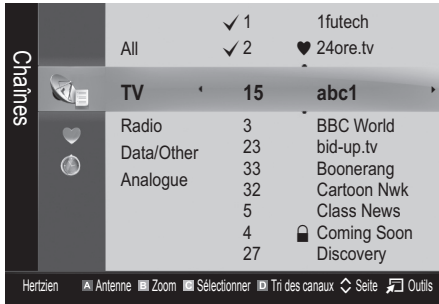 Chaînes
1 1futech
All 2 24ore.tv
TV 15 abc1
Radio 3 BBC World
Data/Other 23 bid-up.tv
Analogue 33 Boonerang
32 Cartoon Nwk
5 Class News
4 Coming Soon
27 Discovery
Hertzien A Antenne B Zoom C Sélectionner D Tri des canaux Seite Outils